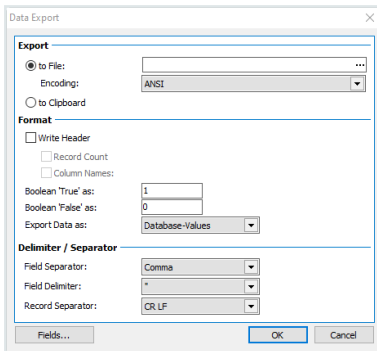 Data Export
Export
to File: ...
Encoding: ANSI
to Clipboard
Format
Write Header
Record Count
Column Names:
Boolean 'True' as: 1
Boolean 'False' as: 0
Export Data as: Database-Values
Delimiter / Separator
Field Separator: Comma
Field Delimiter: "
Record Separator: CR LF
Fields... OK Cancel